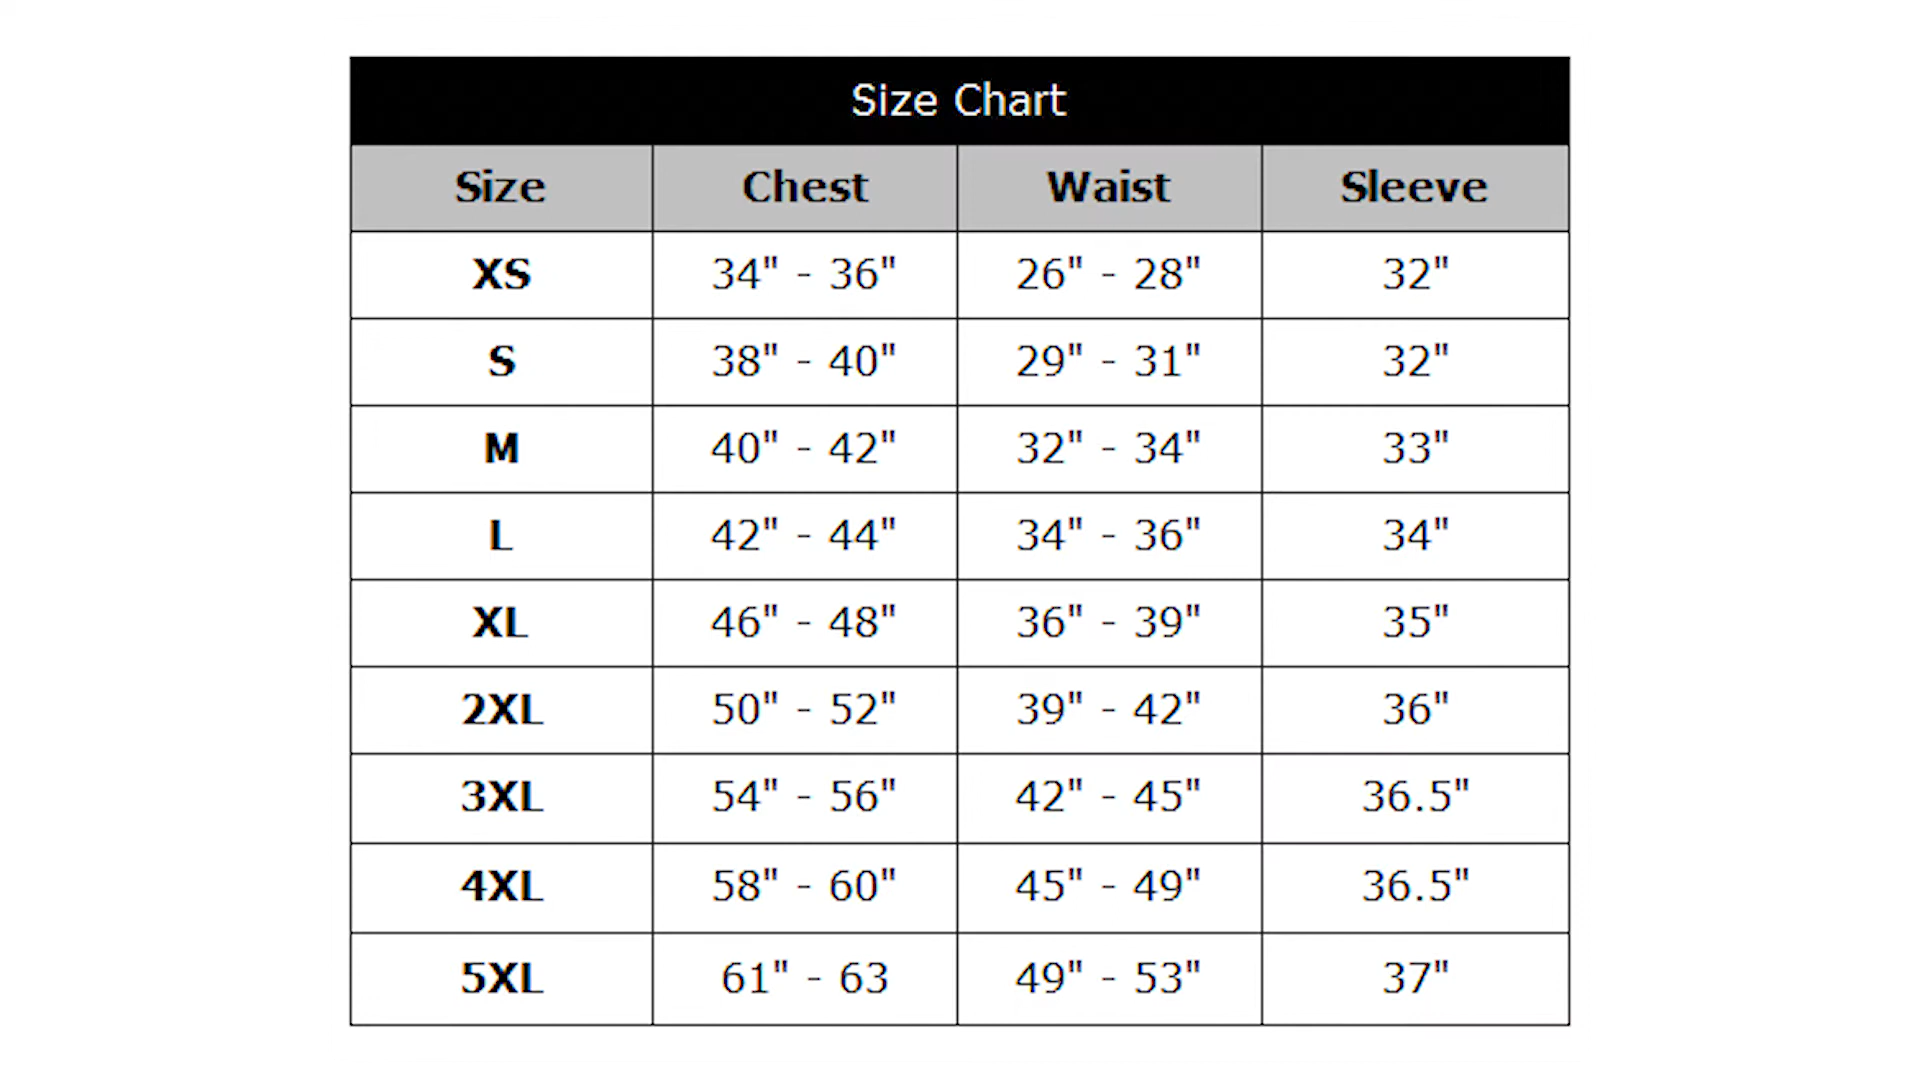 Size Chart
Size Chest Waist Sleeve
XS 34" - 36" 26" - 28" 32"
S 38" - 40" 29" - 31" 32"
M 40" - 42" 32" - 34" 33"
L 42" - 44" 34" - 36" 34"
XL 46" - 48" 36" - 39" 35"
2XL 50" - 52" 39" - 42" 36"
3XL 54" - 56" 42" - 45" 36.5"
4XL 58" - 60" 45" - 49" 36.5"
5XL 61" - 63 49" - 53" 37"